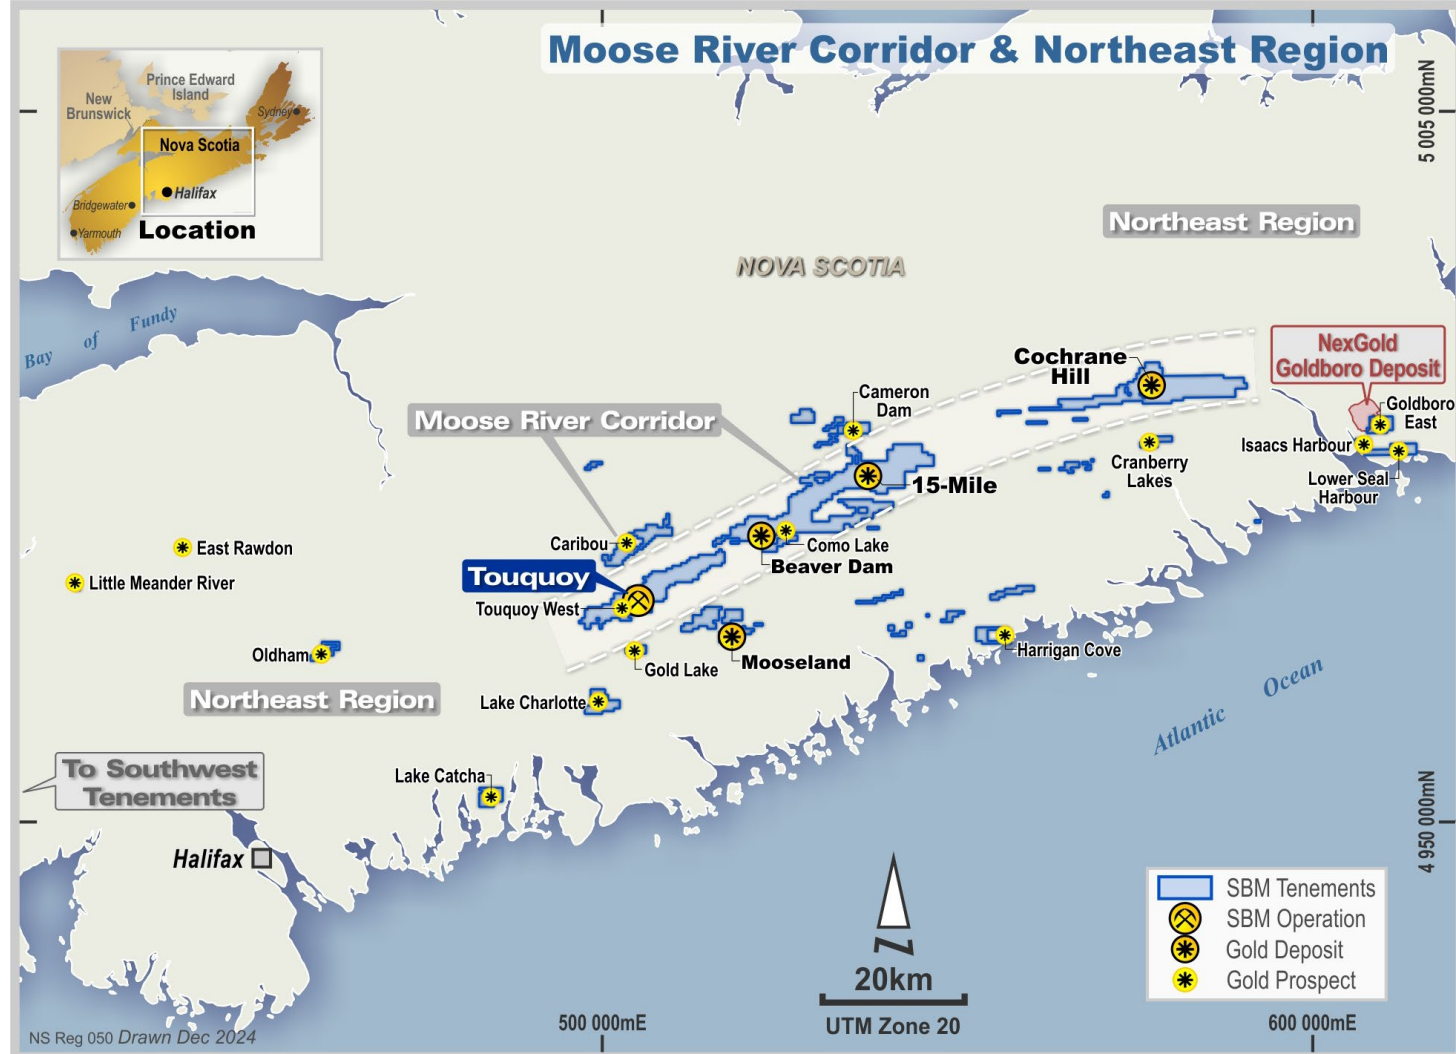 Moose River Corridor & Northeast Region
Prince Edward
Island
New
Brunswick
Sydney
Nova Scotia
Halifax
Bridgewater
Yarmouth
Location
5 005 000mN
Northeast Region
NOVA SCOTIA
Bay of Fundy
NexGold
Goldboro Deposit
Cochrane
Hill
Cameron
Dam
Moose River Corridor
Goldboro
East
Isaacs Harbour
Lower Seal
Harbour
Cranberry
Lakes
15-Mile
Caribou
Como Lake
Beaver Dam
East Rawdon
Little Meander River
Touquoy
Touquoy West
Oldham
Gold Lake
Mooseland
Harrigan Cove
Northeast Region
Lake Charlotte
Atlantic Ocean
To Southwest
Tenements
Lake Catcha
Halifax
4 950 000mN
SBM Tenements
SBM Operation
Gold Deposit
Gold Prospect
N
20km
UTM Zone 20
500 000mE
600 000mE
NS Reg 050 Drawn Dec 2024